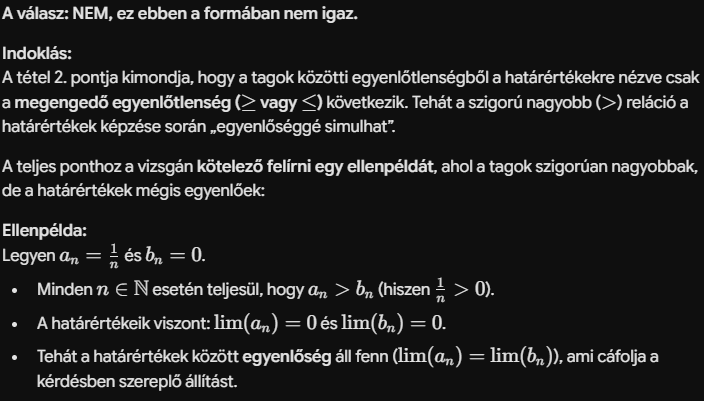 A válasz: NEM, ez ebben a formában nem igaz.
Indoklás:
A tétel 2. pontja kimondja, hogy a tagok közötti egyenlőtlenségből a határértékekre nézve csak
a megengedő egyenlőtlenség (≥ vagy ≤) következik. Tehát a szigorú nagyobb (>) reláció a
határértékek képzése során „egyenlőséggé simulhat”.
A teljes ponthoz a vizsgán kötelező felírni egy ellenpéldát, ahol a tagok szigorúan nagyobbak,
de a határértékek mégis egyenlőek:
Ellenpélda:
Legyen $a_n = \frac{1}{n}$ és $b_n = 0$.
• Minden $n \in \mathbb{N}$ esetén teljesül, hogy $a_n > b_n$ (hiszen $\frac{1}{n} > 0$).
• A határértékeik viszont: $\lim(a_n) = 0$ és $\lim(b_n) = 0$.
• Tehát a határértékek között egyenlőség áll fenn ($\lim(a_n) = \lim(b_n)$), ami cáfolja a
kérdésben szereplő állítást.